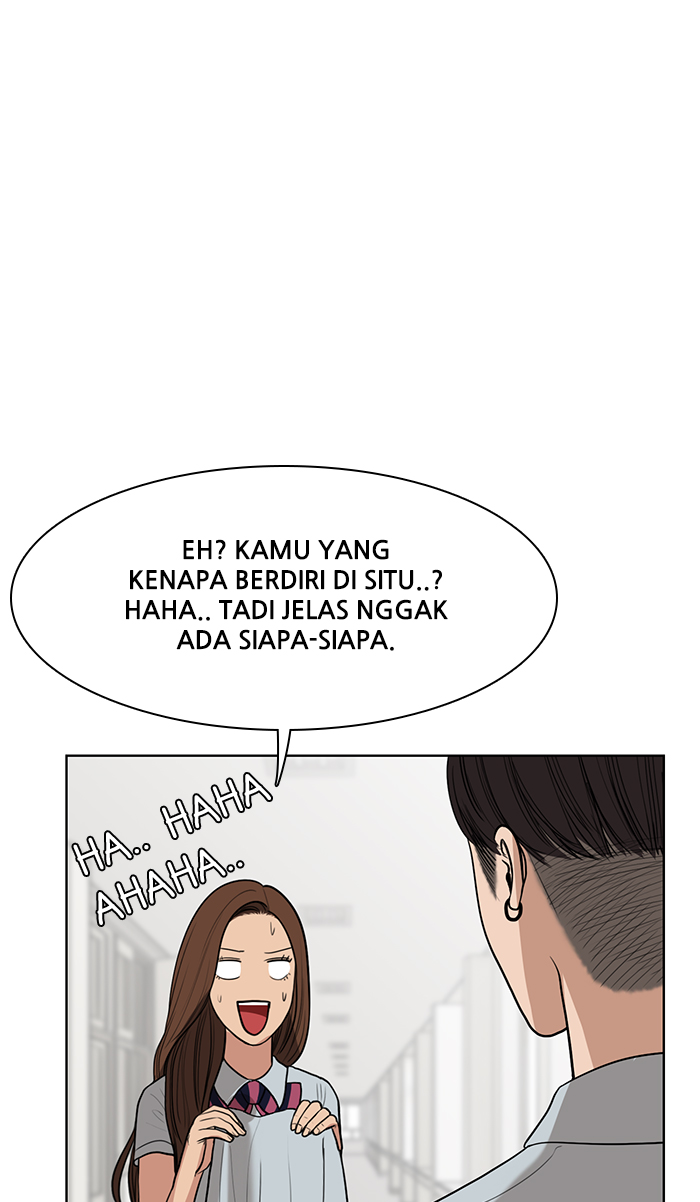 EH? KAMU YANG
KENAPA BERDIRI DI SITU..?
HAHA.. TADI JELAS NGGAK
ADA SIAPA-SIAPA.
HA.. HAHA
AHAHA..